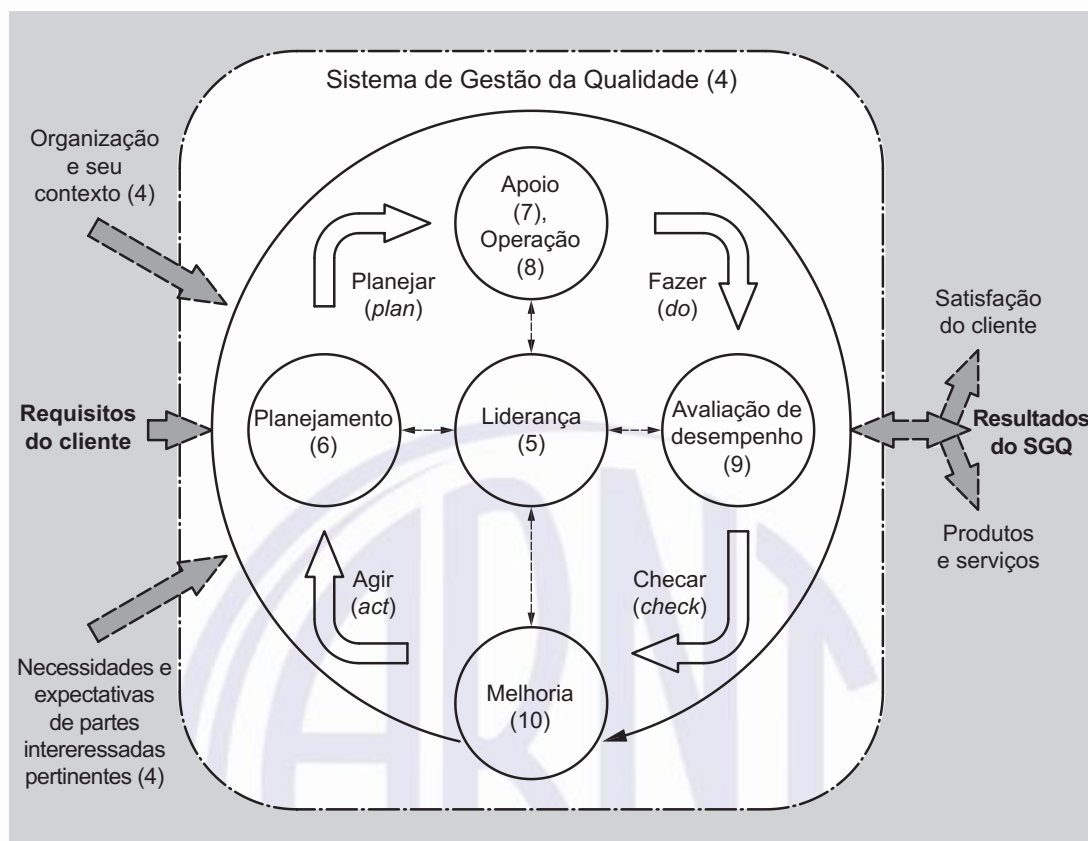 Sistema de Gestão da Qualidade (4)
Organização
e seu
contexto (4)
Apoio
(7),
Operação
(8)
Planejar
(plan)
Fazer
(do)
Satisfação
do cliente
Requisitos
do cliente
Planejamento
(6)
Liderança
(5)
Avaliação de
desempenho
(9)
Resultados
do SGQ
Produtos
e serviços
Agir
(act)
Checar
(check)
Necessidades e
expectativas
de partes
intereressadas
pertinentes (4)
Melhoria
(10)
ABNT